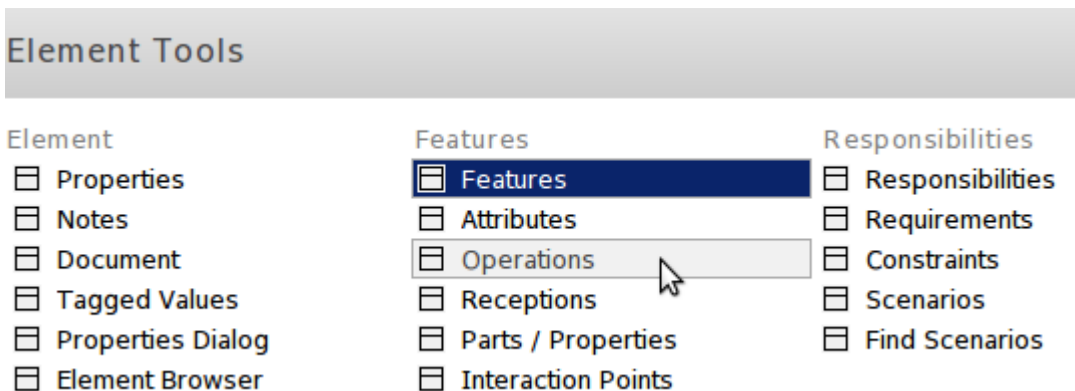 Element Tools
Element
Properties
Notes
Document
Tagged Values
Properties Dialog
Element Browser
Features
Features
Attributes
Operations
Receptions
Parts / Properties
Interaction Points
Responsibilities
Responsibilities
Requirements
Constraints
Scenarios
Find Scenarios